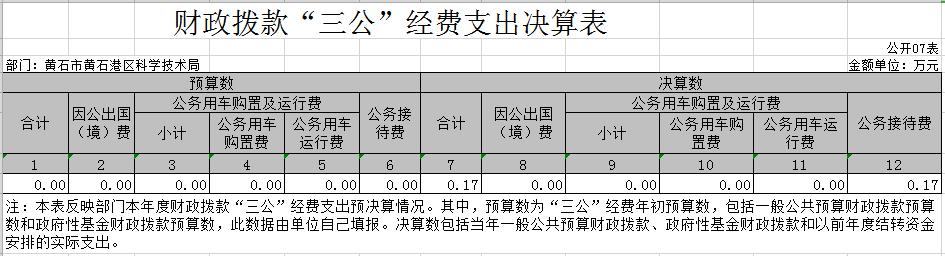 财政拨款“三公”经费支出决算表
公开07表
部门：黄石市黄石港区科学技术局 金额单位：万元
预算数 决算数
合计 因公出国（境）费 公务用车购置及运行费 公务接待费 合计 因公出国（境）费 公务用车购置及运行费 公务接待费
小计 公务用车购置费 公务用车运行费 小计 公务用车购置费 公务用车运行费
1 2 3 4 5 6 7 8 9 10 11 12
0.00 0.00 0.00 0.00 0.00 0.00 0.17 0.00 0.00 0.00 0.00 0.17
注：本表反映部门本年度财政拨款“三公”经费支出预决算情况。其中，预算数为“三公”经费年初预算数，包括一般公共预算财政拨款预算
数和政府性基金财政拨款预算数，此数据由单位自己填报。决算数包括当年一般公共预算财政拨款、政府性基金财政拨款和以前年度结转资金
安排的实际支出。